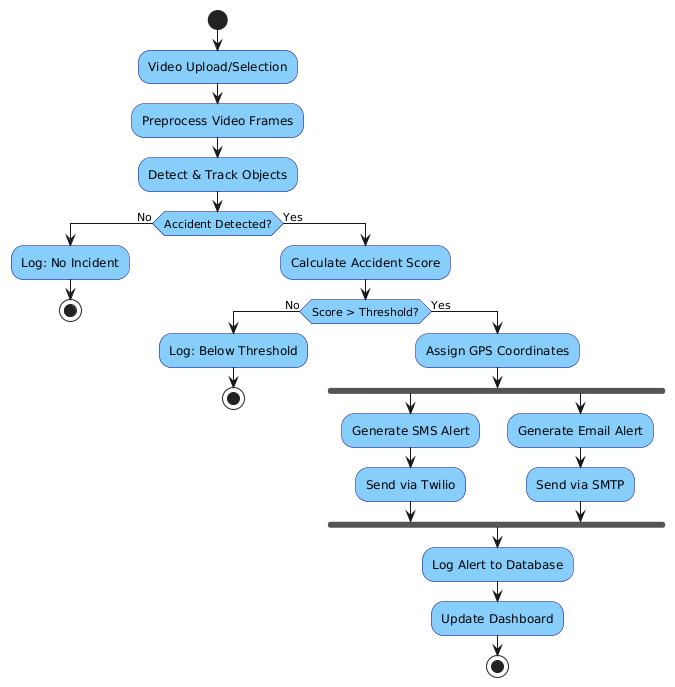 Video Upload/Selection
Preprocess Video Frames
Detect & Track Objects
No
Accident Detected?
Yes
Log: No Incident
Calculate Accident Score
No
Score > Threshold?
Yes
Log: Below Threshold
Assign GPS Coordinates
Generate SMS Alert
Generate Email Alert
Send via Twilio
Send via SMTP
Log Alert to Database
Update Dashboard